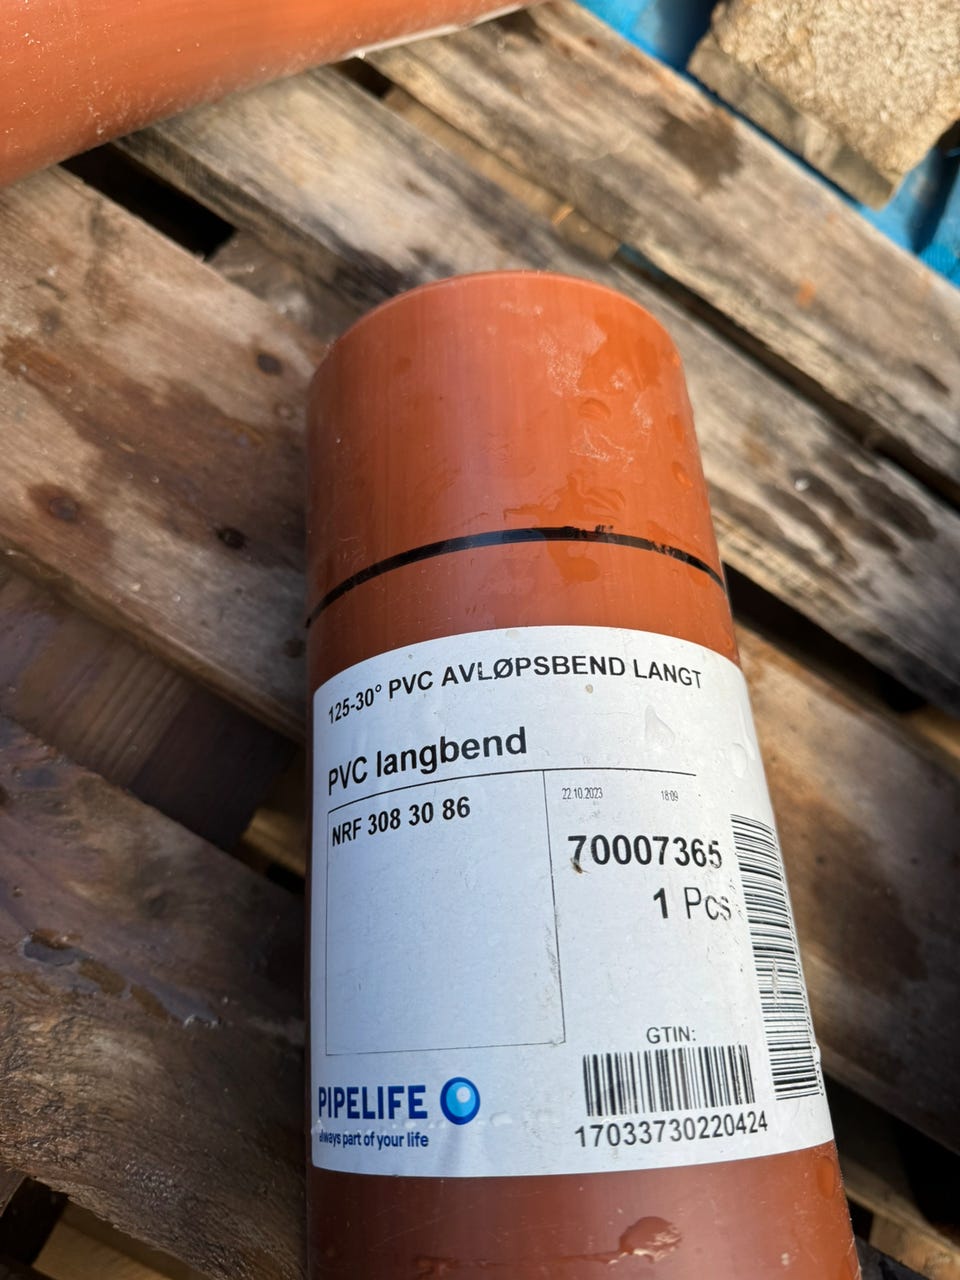 125-30° PVC AVLØPSBEND LANGT
PVC langbend
NRF 308 30 86
22.10.2023 18:09
70007365
1 Pcs
GTIN:
17033730220424
PIPELIFE
always part of your life